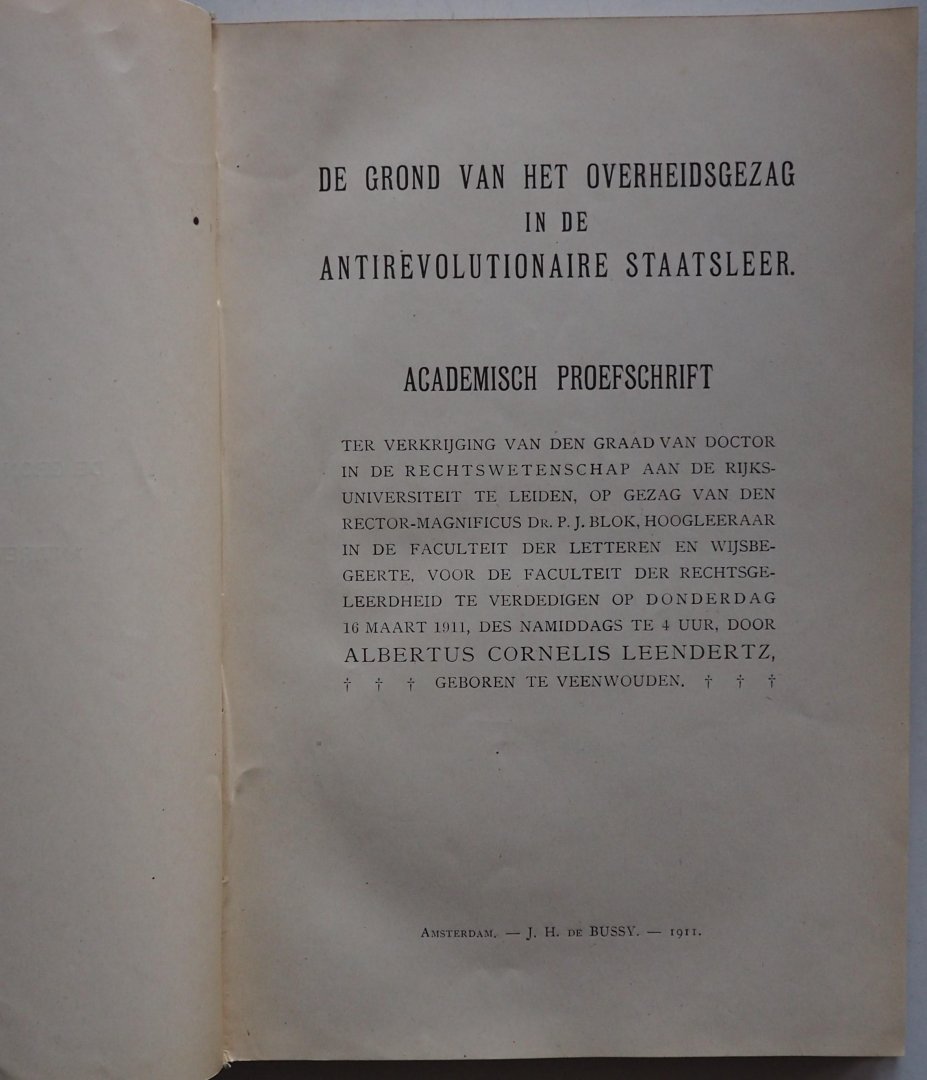 DE GROND VAN HET OVERHEIDSGEZAG
IN DE
ANTIREVOLUTIONAIRE STAATSLEER.
ACADEMISCH PROEFSCHRIFT
TER VERKRIJGING VAN DEN GRAAD VAN DOCTOR
IN DE RECHTSWETENSCHAP AAN DE RIJKS-
UNIVERSITEIT TE LEIDEN, OP GEZAG VAN DEN
RECTOR-MAGNIFICUS DR. P. J. BLOK, HOOGLEERAAR
IN DE FACULTEIT DER LETTEREN EN WIJSBE-
GEERTE, VOOR DE FACULTEIT DER RECHTSGE-
LEERDHEID TE VERDEDIGEN OP DONDERDAG
16 MAART 1911, DES NAMIDDAGS TE 4 UUR, DOOR
ALBERTUS CORNELIS LEENDERTZ,
† † † GEBOREN TE VEENWOUDEN. † † †
AMSTERDAM. — J. H. DE BUSSY. — 1911.